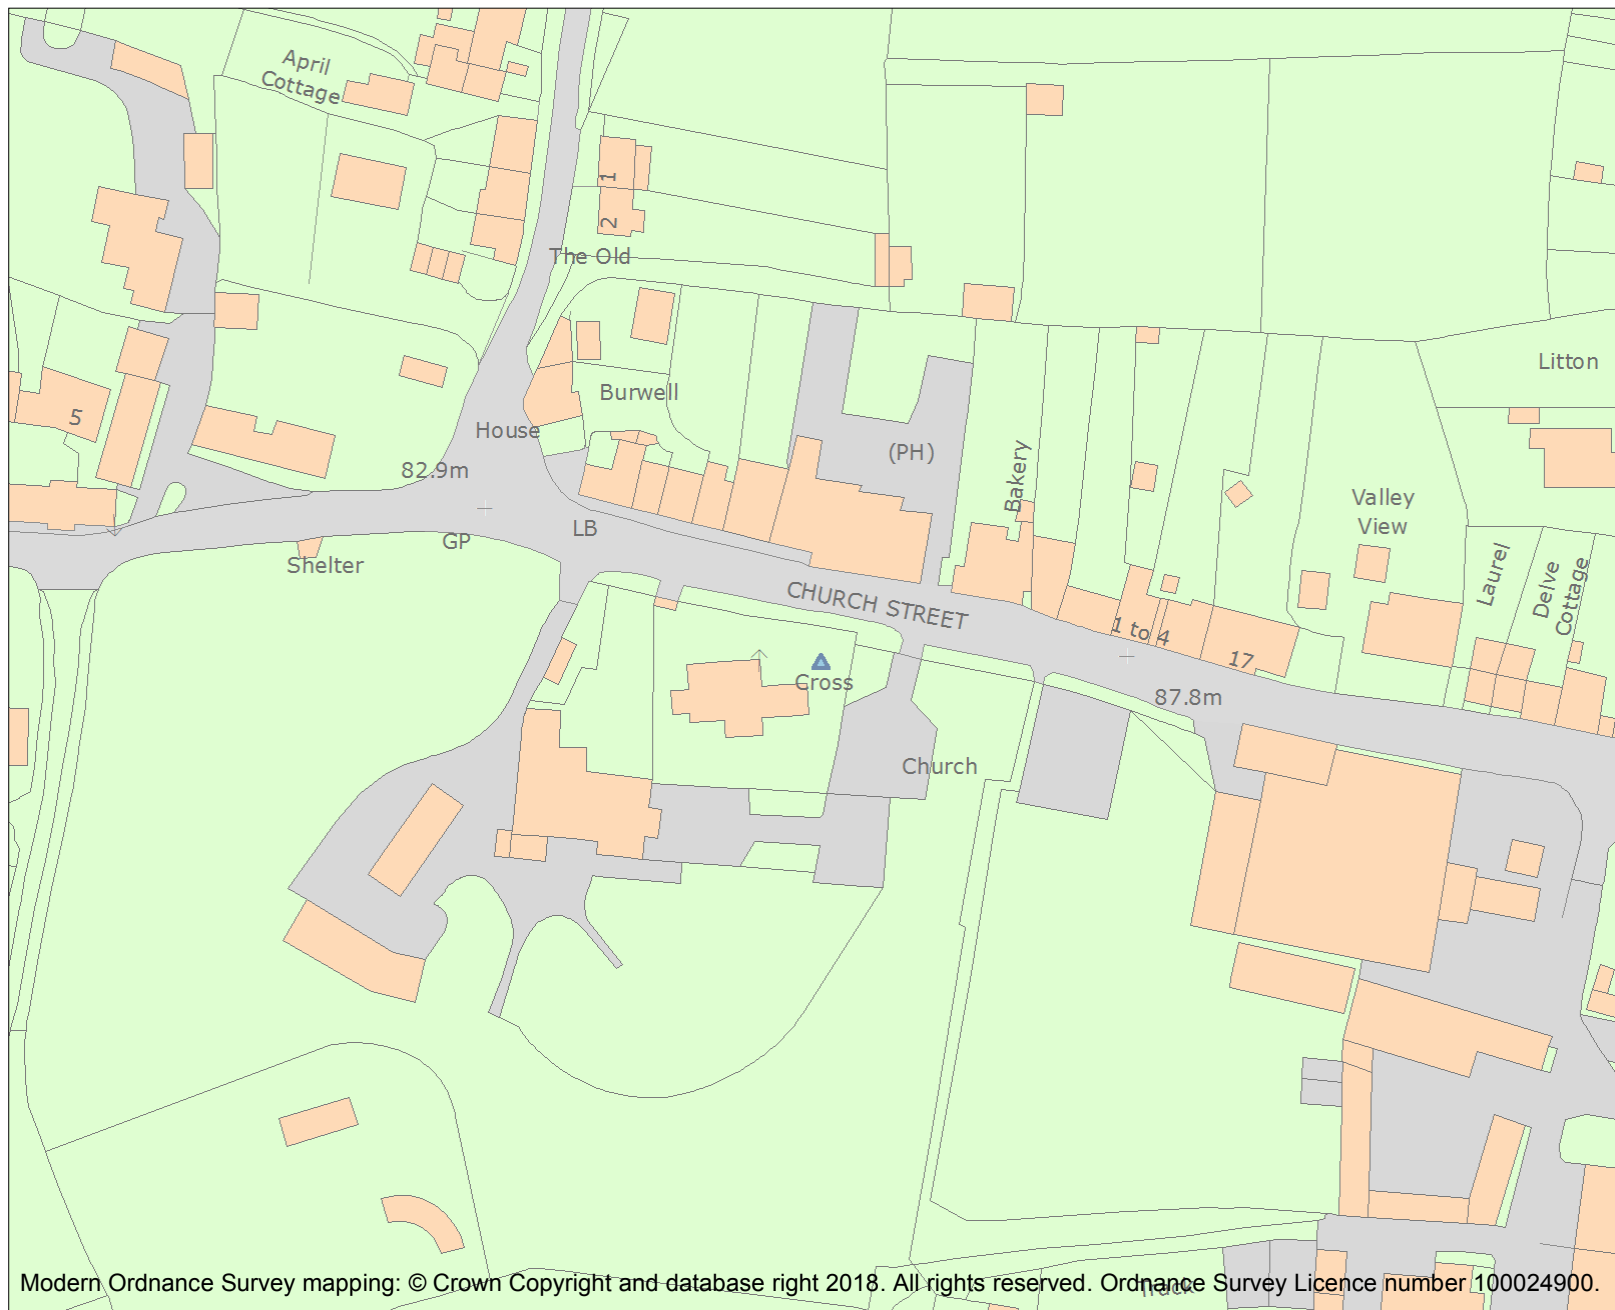 April
Cottage
1
2
The Old
Burwell
House
5
82.9m
GP
LB
Shelter
(PH)
Bakery
CHURCH STREET
1 to 4
17
87.8m
Cross
Church
Valley
View
Litton
Laurel
Delve
Cottage
Track
Modern Ordnance Survey mapping: © Crown Copyright and database right 2018. All rights reserved. Ordnance Survey Licence number 100024900.